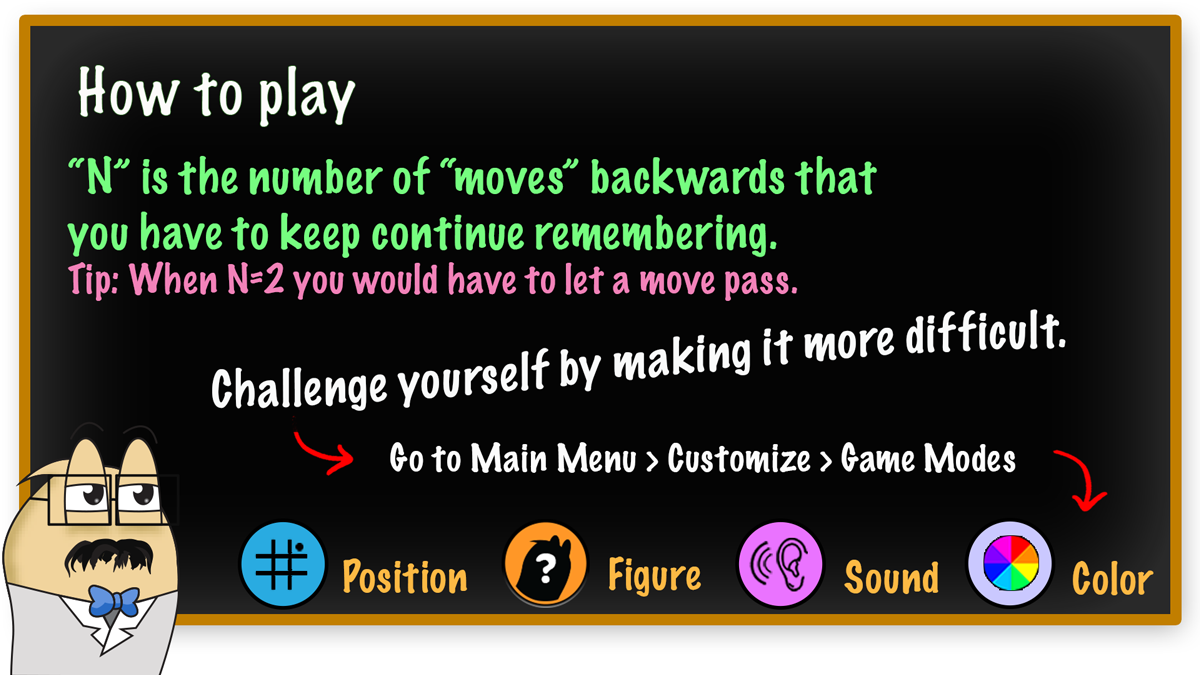 How to play
“N” is the number of “moves” backwards that
you have to keep continue remembering.
Tip: When N=2 you would have to let a move pass.
Challenge yourself by making it more difficult.
Go to Main Menu > Customize > Game Modes
? 
Position Figure Sound Color